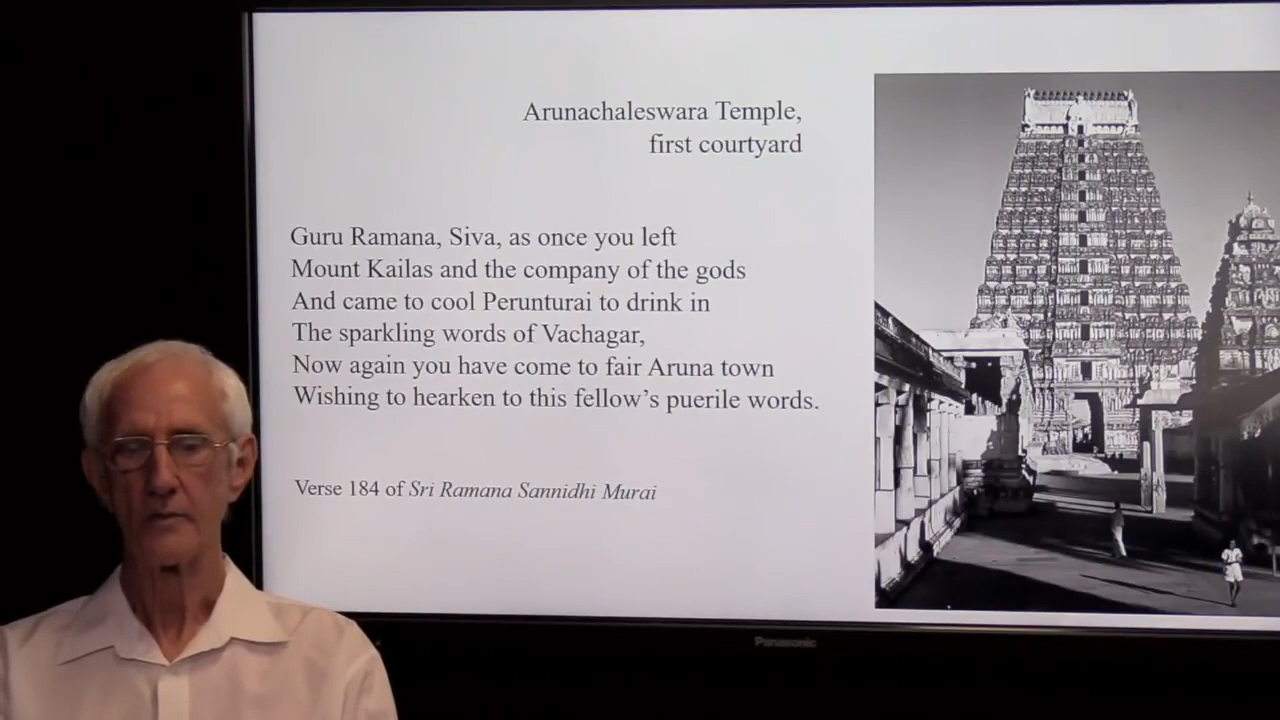 Arunachaleswara Temple,
first courtyard
Guru Ramana, Siva, as once you left
Mount Kailas and the company of the gods
And came to cool Perunturai to drink in
The sparkling words of Vachagar,
Now again you have come to fair Aruna town
Wishing to hearken to this fellow’s puerile words.
Verse 184 of Sri Ramana Sannidhi Murai
Panasonic